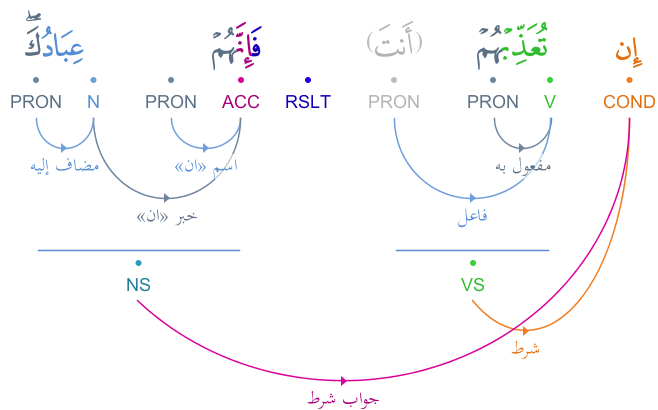 إِن تُعَذِّبْهُمْ (أَنتَ) فَإِنَّهُمْ عِبَادُكَ ۖ
COND V PRON PRON RSLT ACC PRON N PRON
مفعول به
اسم «ان»
مضاف إليه
فاعل
خبر «ان»
VS NS
شرط
جواب شرط